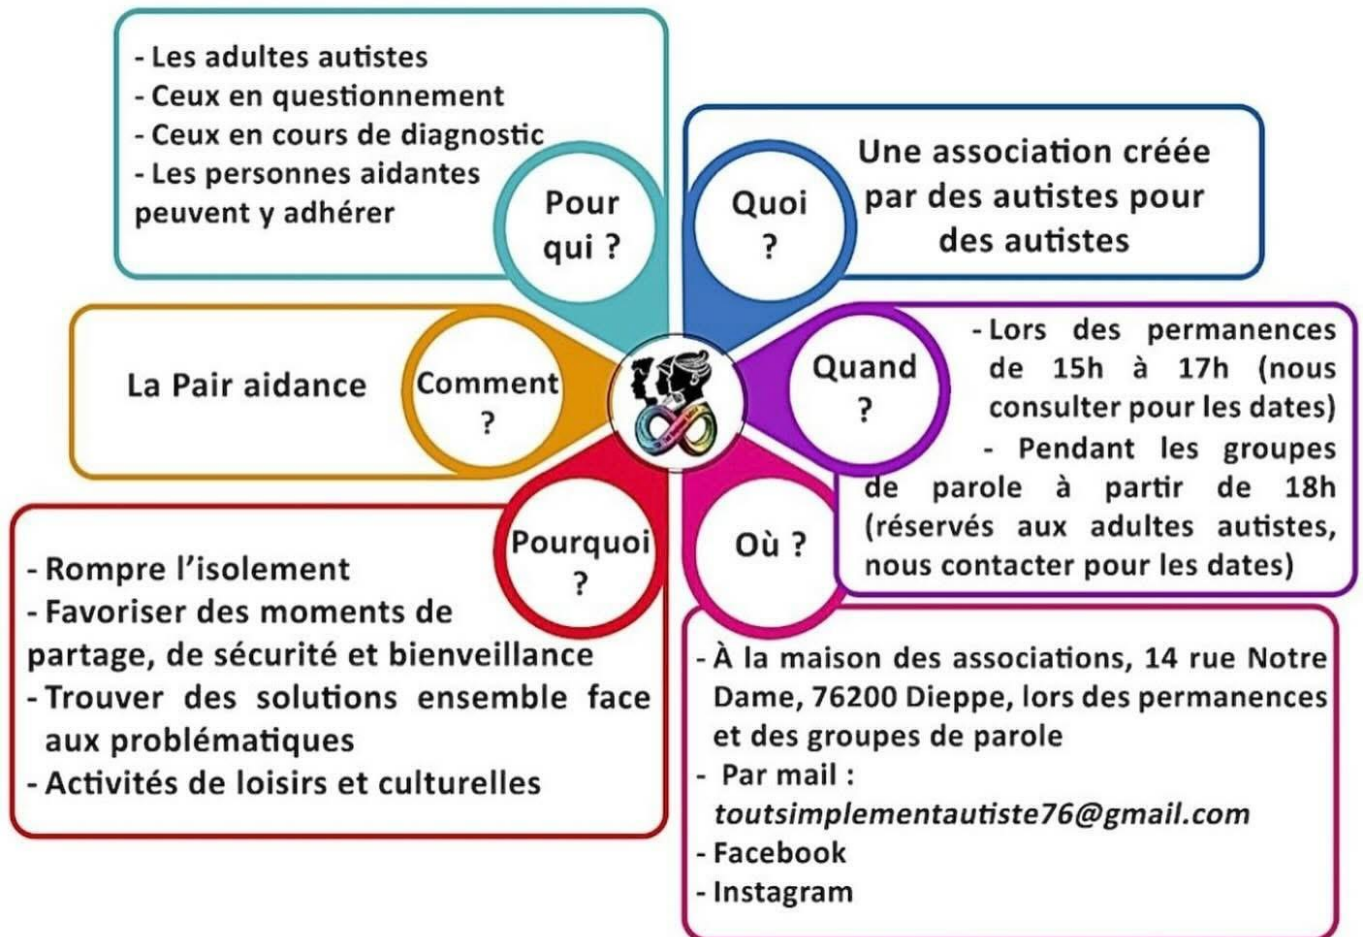 - Les adultes autistes
- Ceux en questionnement
- Ceux en cours de diagnostic
- Les personnes aidantes
peuvent y adhérer
Pour
qui ?
Quoi
?
Une association créée
par des autistes pour
des autistes
La Pair aidance
Comment
?
Quand
?
- Lors des permanences
de 15h à 17h (nous
consulter pour les dates)
- Pendant les groupes
de parole à partir de 18h
(réservés aux adultes autistes,
nous contacter pour les dates)
Pourquoi
?
- Rompre l’isolement
- Favoriser des moments de
partage, de sécurité et bienveillance
- Trouver des solutions ensemble face
aux problématiques
- Activités de loisirs et culturelles
Où ?
- À la maison des associations, 14 rue Notre
Dame, 76200 Dieppe, lors des permanences
et des groupes de parole
- Par mail :
toutsimplementautiste76@gmail.com
- Facebook
- Instagram